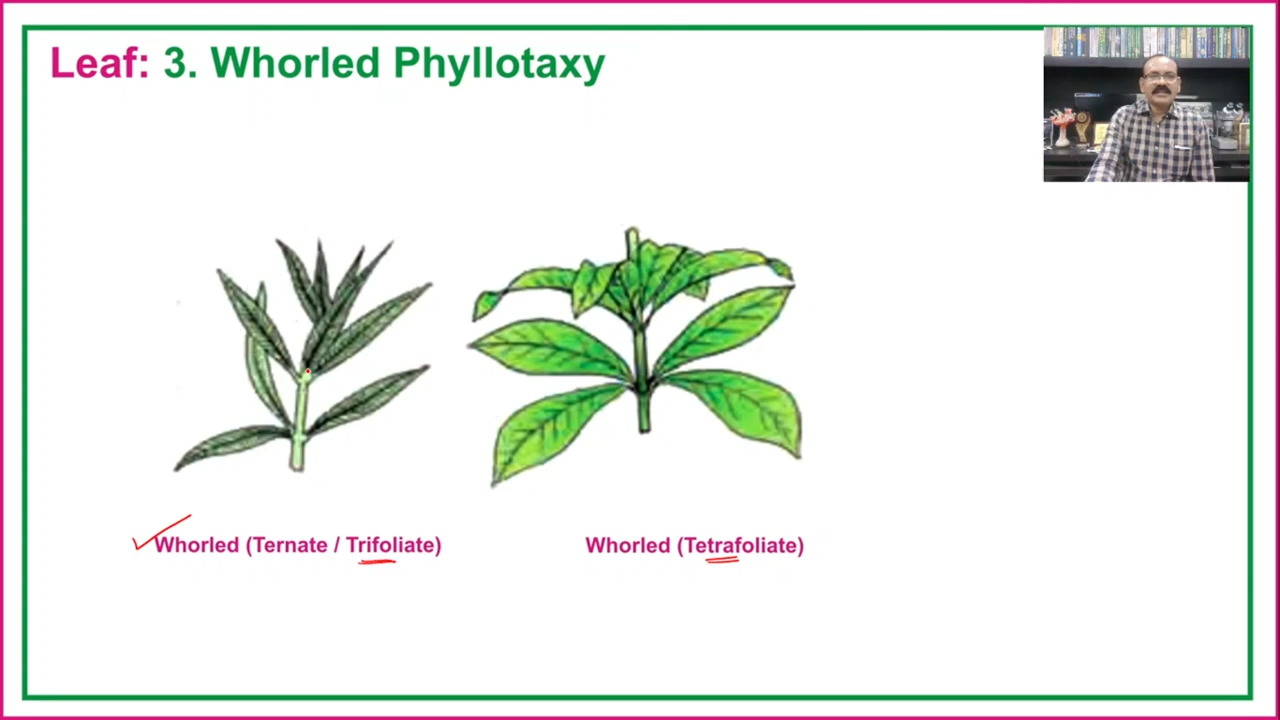 Leaf: 3. Whorled Phyllotaxy
Whorled (Ternate / Trifoliate)
Whorled (Tetrafoliate)